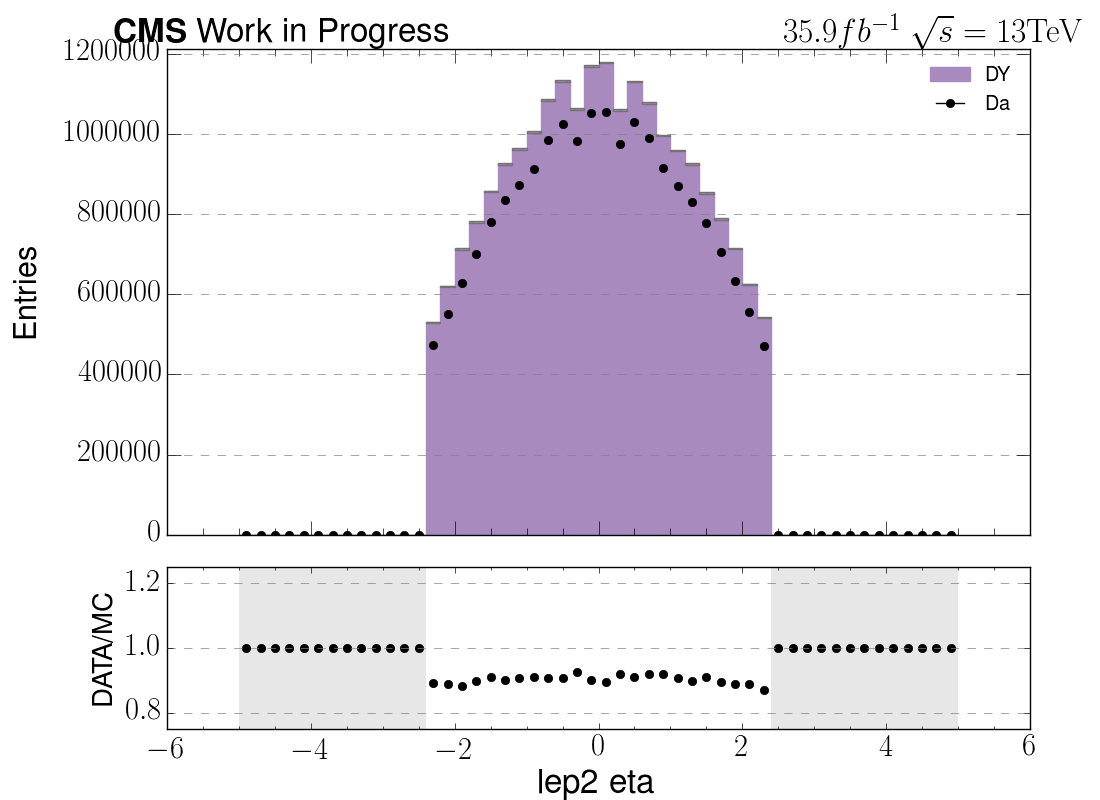 CMS Work in Progress
35.9fb⁻¹ √s = 13TeV
1200000
1000000
800000
600000
400000
200000
0
Entries
DY
Da
1.2
1.0
0.8
DATA/MC
−6 −4 −2 0 2 4 6
lep2 eta